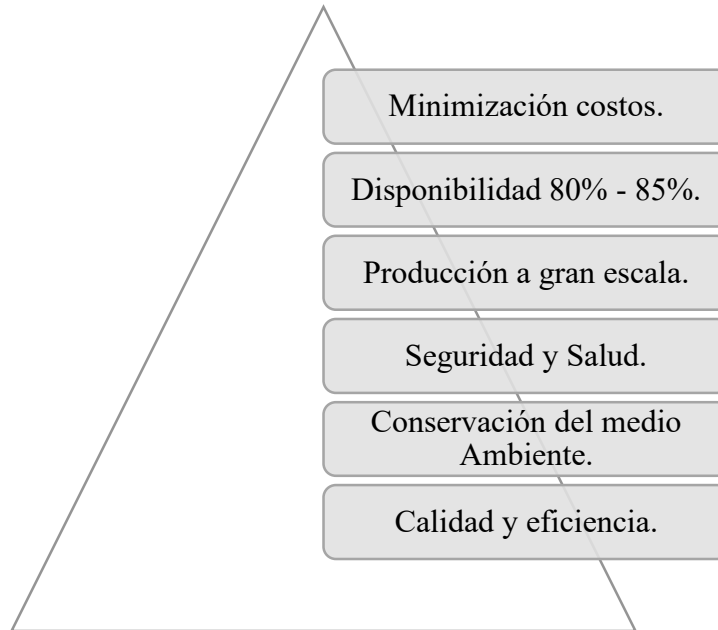 Minimización costos.
Disponibilidad 80% - 85%.
Producción a gran escala.
Seguridad y Salud.
Conservación del medio
Ambiente.
Calidad y eficiencia.